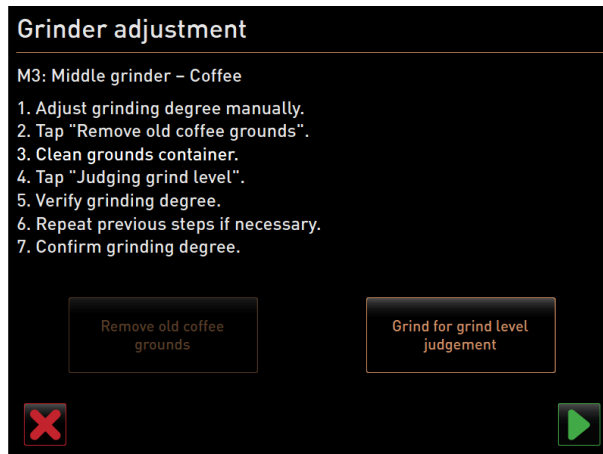 Grinder adjustment
M3: Middle grinder – Coffee
1. Adjust grinding degree manually.
2. Tap "Remove old coffee grounds".
3. Clean grounds container.
4. Tap "Judging grind level".
5. Verify grinding degree.
6. Repeat previous steps if necessary.
7. Confirm grinding degree.
Remove old coffee
grounds
Grind for grind level
judgement